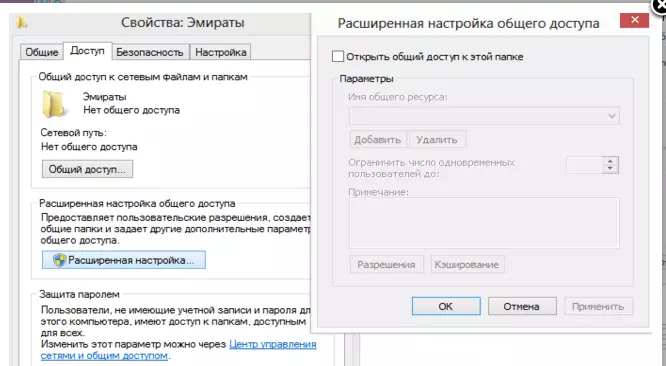 Свойства: Эмираты
Общие
Доступ
Безопасность
Настройка
Общий доступ к сетевым файлам и папкам
Эмираты
Нет общего доступа
Сетевой путь:
Нет общего доступа
Общий доступ...
Расширенная настройка общего доступа
Предоставляет пользовательские разрешения, создает
общие папки и задает другие дополнительные парамет
общего доступа.
Расширенная настройка...
Защита паролем
Пользователи, не имеющие учетной записи и пароля дл
этого компьютера, имеют доступ к папкам, доступным
для всех.
Изменить этот параметр можно через Центр управления
сетями и общим доступом.
Расширенная настройка общего доступа
Открыть общий доступ к этой папке
Параметры
Имя общего ресурса:
Добавить
Удалить
Ограничить число одновременных
пользователей до:
Примечание:
Разрешения
Кэширование
ОК
Отмена
Применить